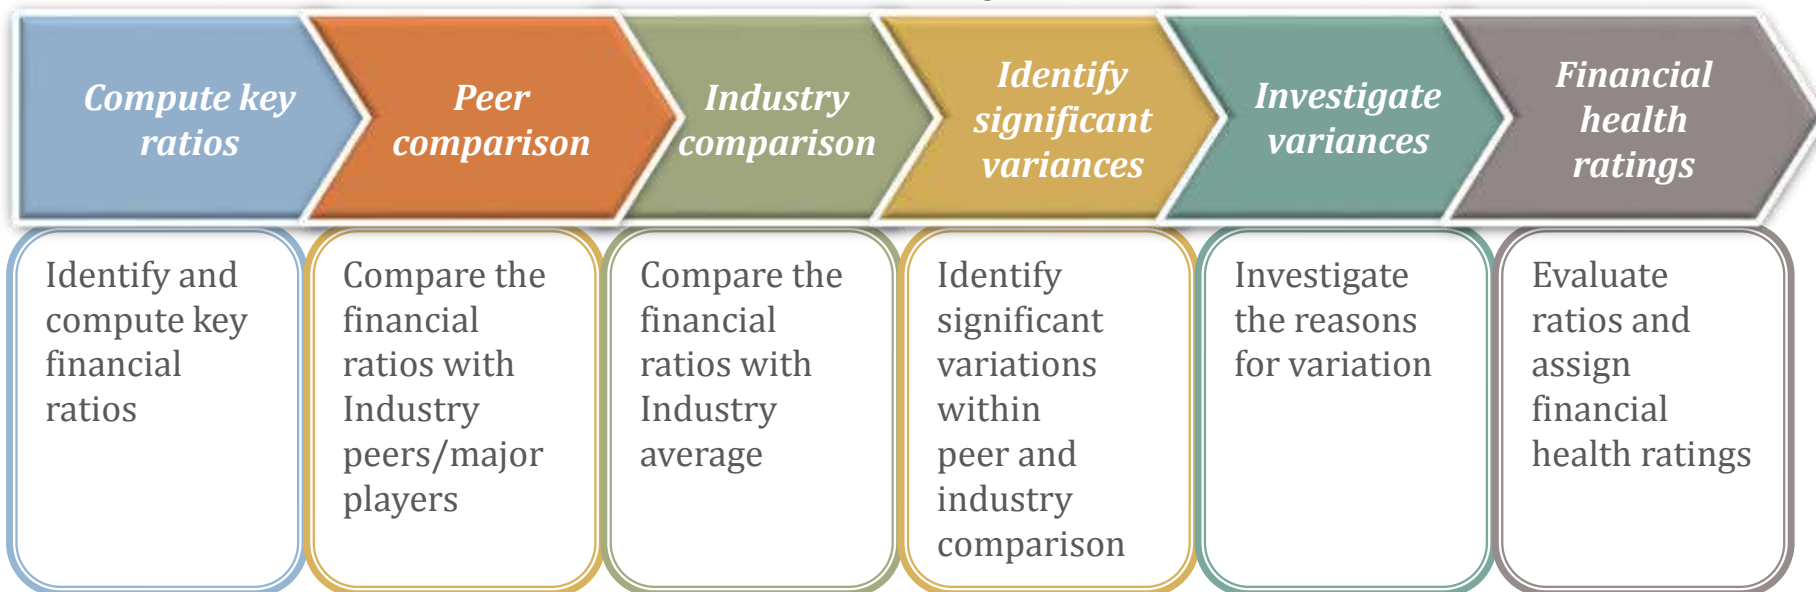 Compute key
ratios
Peer
comparison
Industry
comparison
Identify
significant
variances
Investigate
variances
Financial
health
ratings
Identify and
compute key
financial
ratios
Compare the
financial
ratios with
Industry
peers/major
players
Compare the
financial
ratios with
Industry
average
Identify
significant
variations
within
peer and
industry
comparison
Investigate
the reasons
for variation
Evaluate
ratios and
assign
financial
health ratings